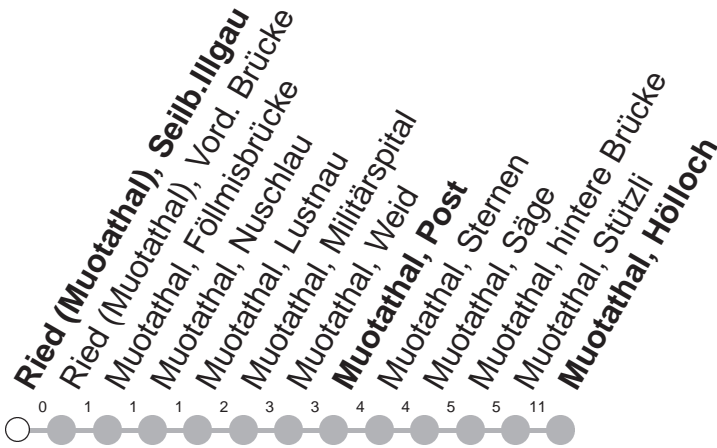 Ried (Muotathal), Seilb.Illgau
Ried (Muotathal), Vord. Brücke
Muotathal, Föllmisbrücke
Muotathal, Nuschlau
Muotathal, Lustnau
Muotathal, Militärspital
Muotathal, Weid
Muotathal, Post
Muotathal, Sternen
Muotathal, Säge
Muotathal, hintere Brücke
Muotathal, Stützli
Muotathal, Hölloch
0 1 1 1 2 3 3 4 4 5 5 11